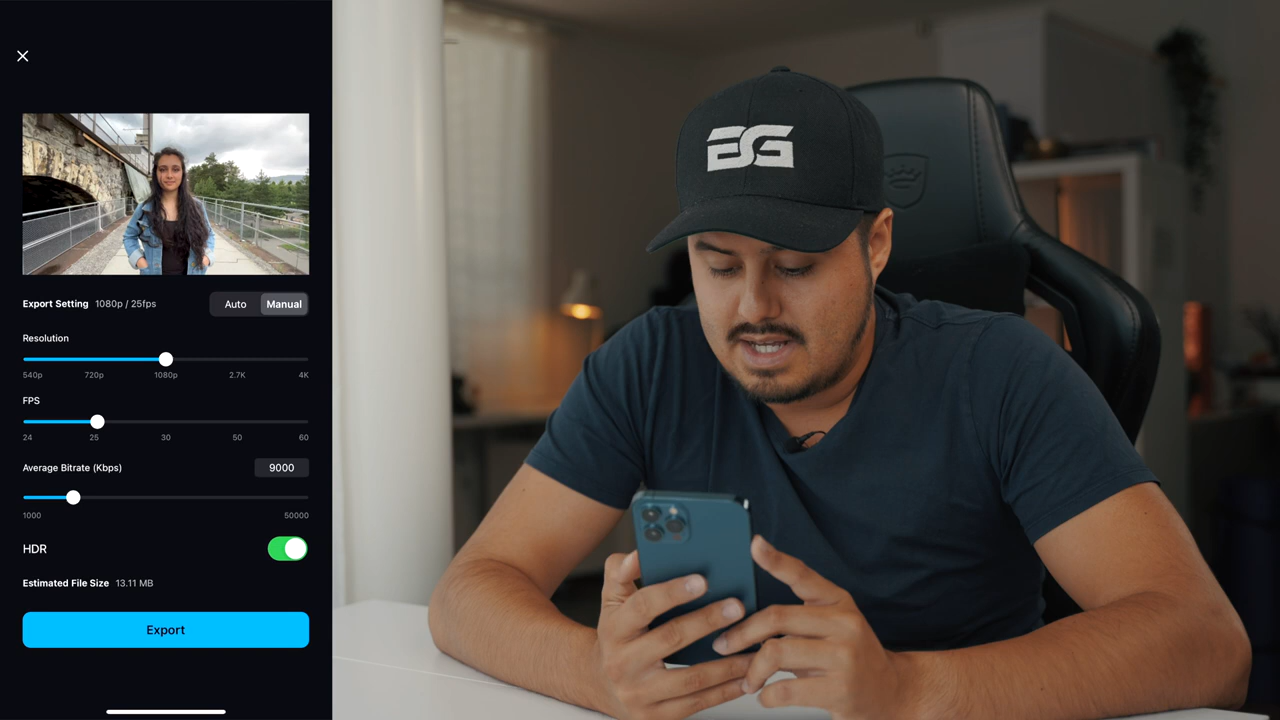 Export Setting 1080p / 25fps Auto Manual
Resolution
540p 720p 1080p 2.7K 4K
FPS
24 25 30 50 60
Average Bitrate (Kbps) 9000
1000 50000
HDR
Estimated File Size 13.11 MB
Export
EG